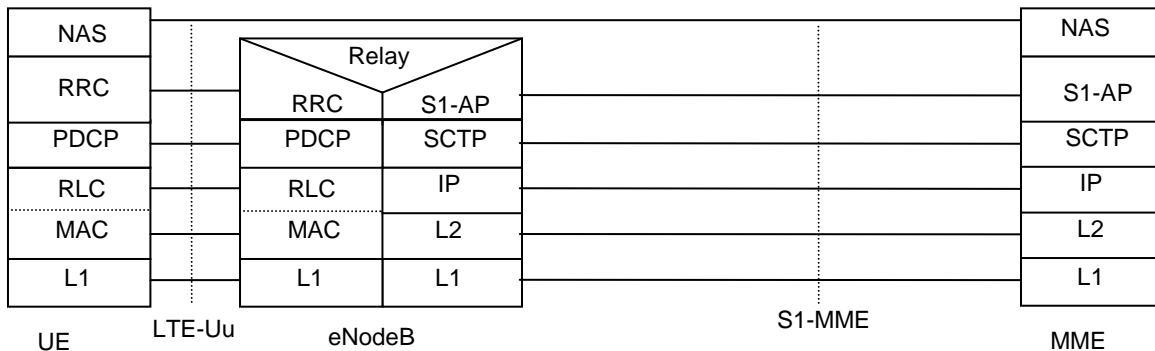 NAS
NAS
Relay
RRC
RRC
S1-AP
S1-AP
PDCP
PDCP
SCTP
SCTP
RLC
RLC
IP
IP
MAC
MAC
L2
L2
L1
L1
L1
L1
UE
LTE-Uu
eNodeB
S1-MME
MME